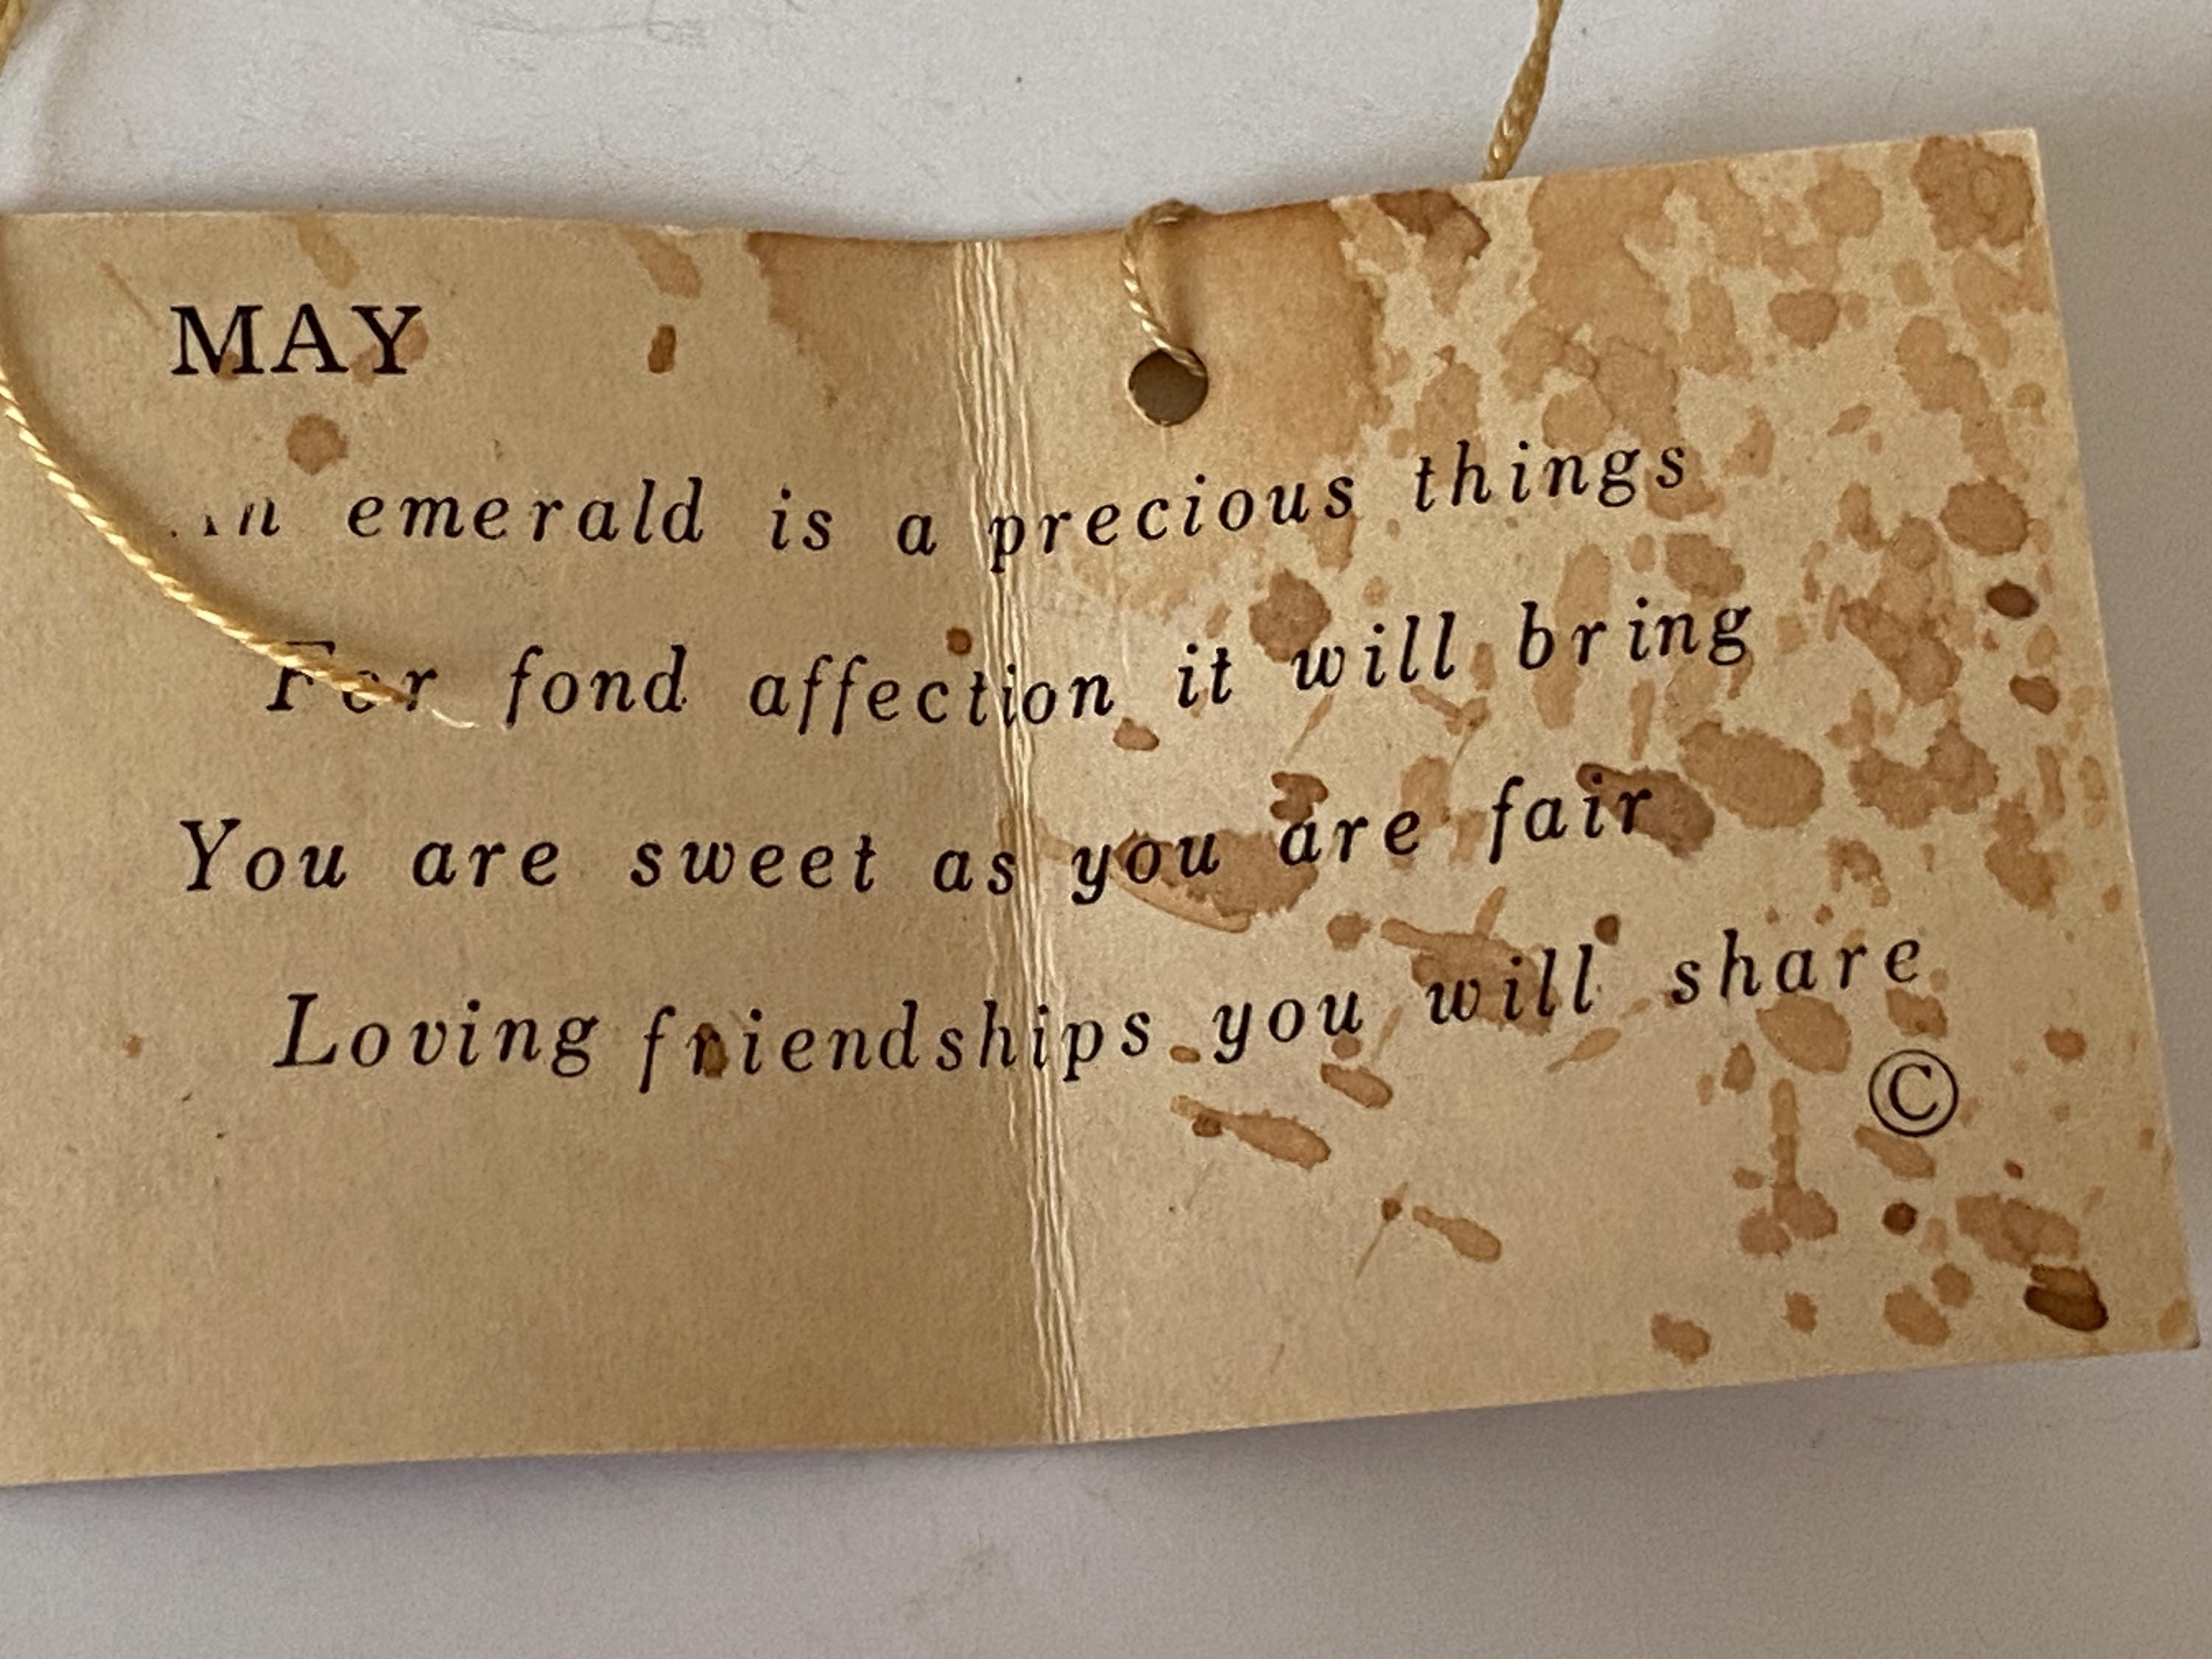 MAY
An emerald is a precious things
For fond affection it will bring
You are sweet as you are fair
Loving friendships you will share
©